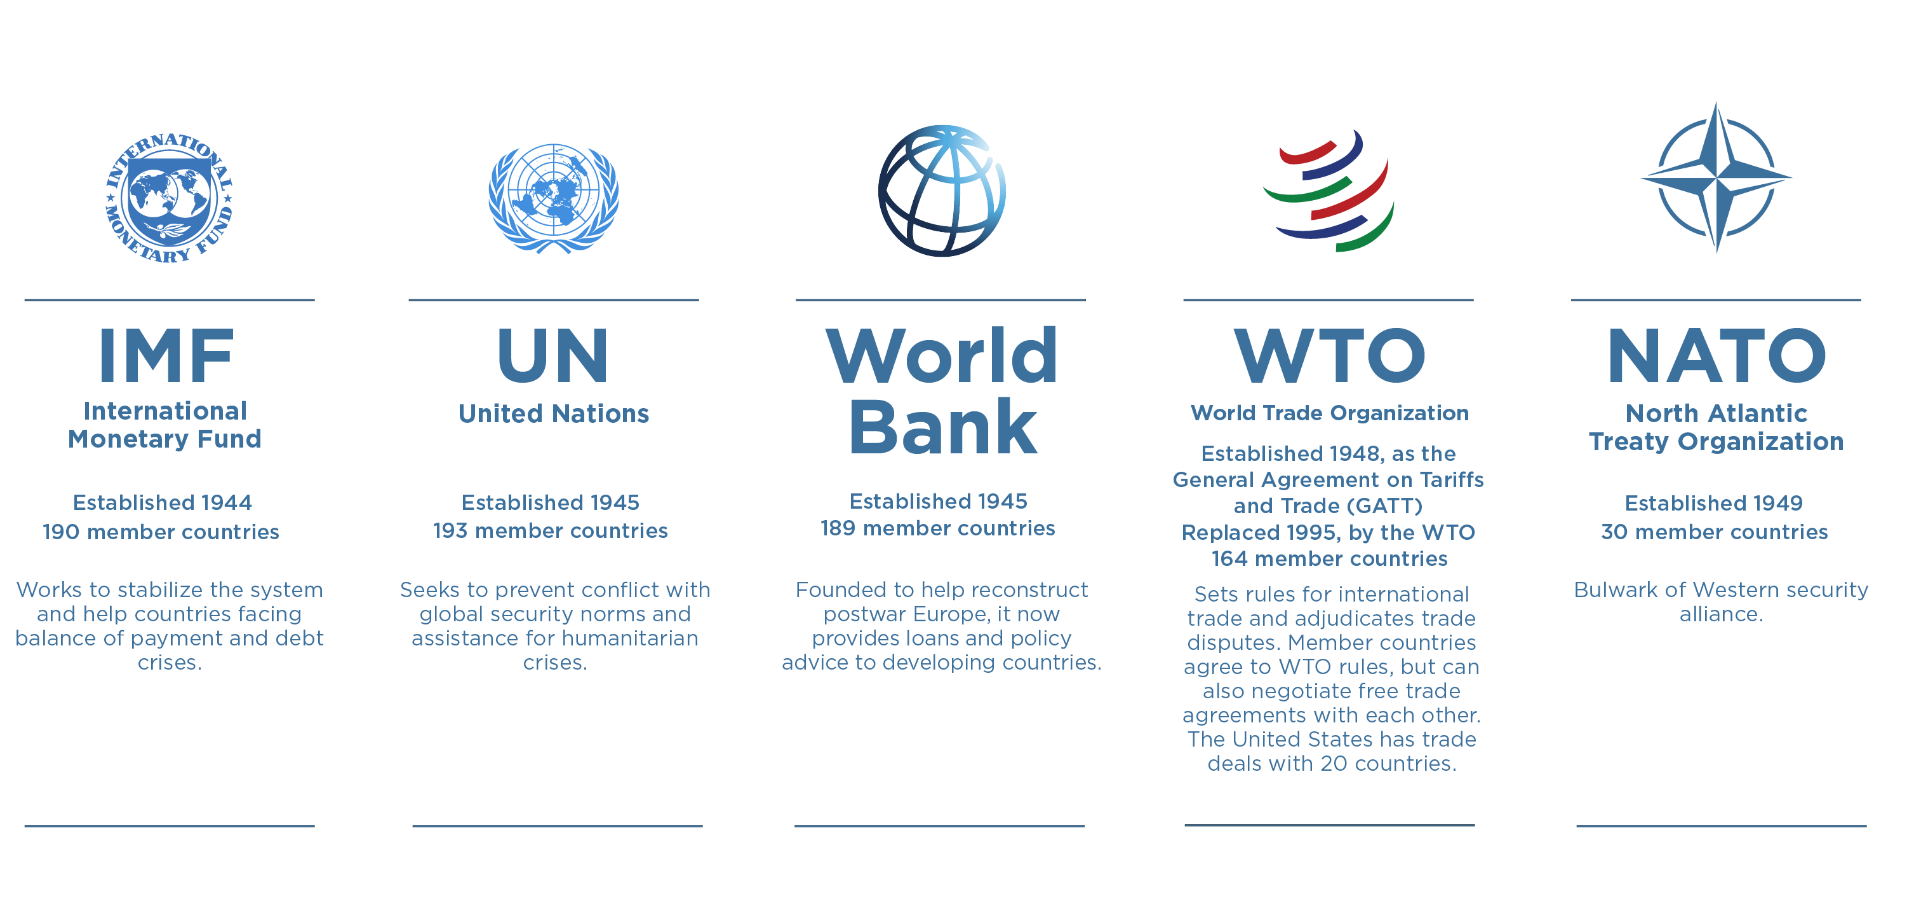 INTERNATIONAL
MONETARY FUND
IMF
International
Monetary Fund
Established 1944
190 member countries
Works to stabilize the system
and help countries facing
balance of payment and debt
crises.
UN
United Nations
Established 1945
193 member countries
Seeks to prevent conflict with
global security norms and
assistance for humanitarian
crises.
World
Bank
Established 1945
189 member countries
Founded to help reconstruct
postwar Europe, it now
provides loans and policy
advice to developing countries.
WTO
World Trade Organization
Established 1948, as the
General Agreement on Tariffs
and Trade (GATT)
Replaced 1995, by the WTO
164 member countries
Sets rules for international
trade and adjudicates trade
disputes. Member countries
agree to WTO rules, but can
also negotiate free trade
agreements with each other.
The United States has trade
deals with 20 countries.
NATO
North Atlantic
Treaty Organization
Established 1949
30 member countries
Bulwark of Western security
alliance.